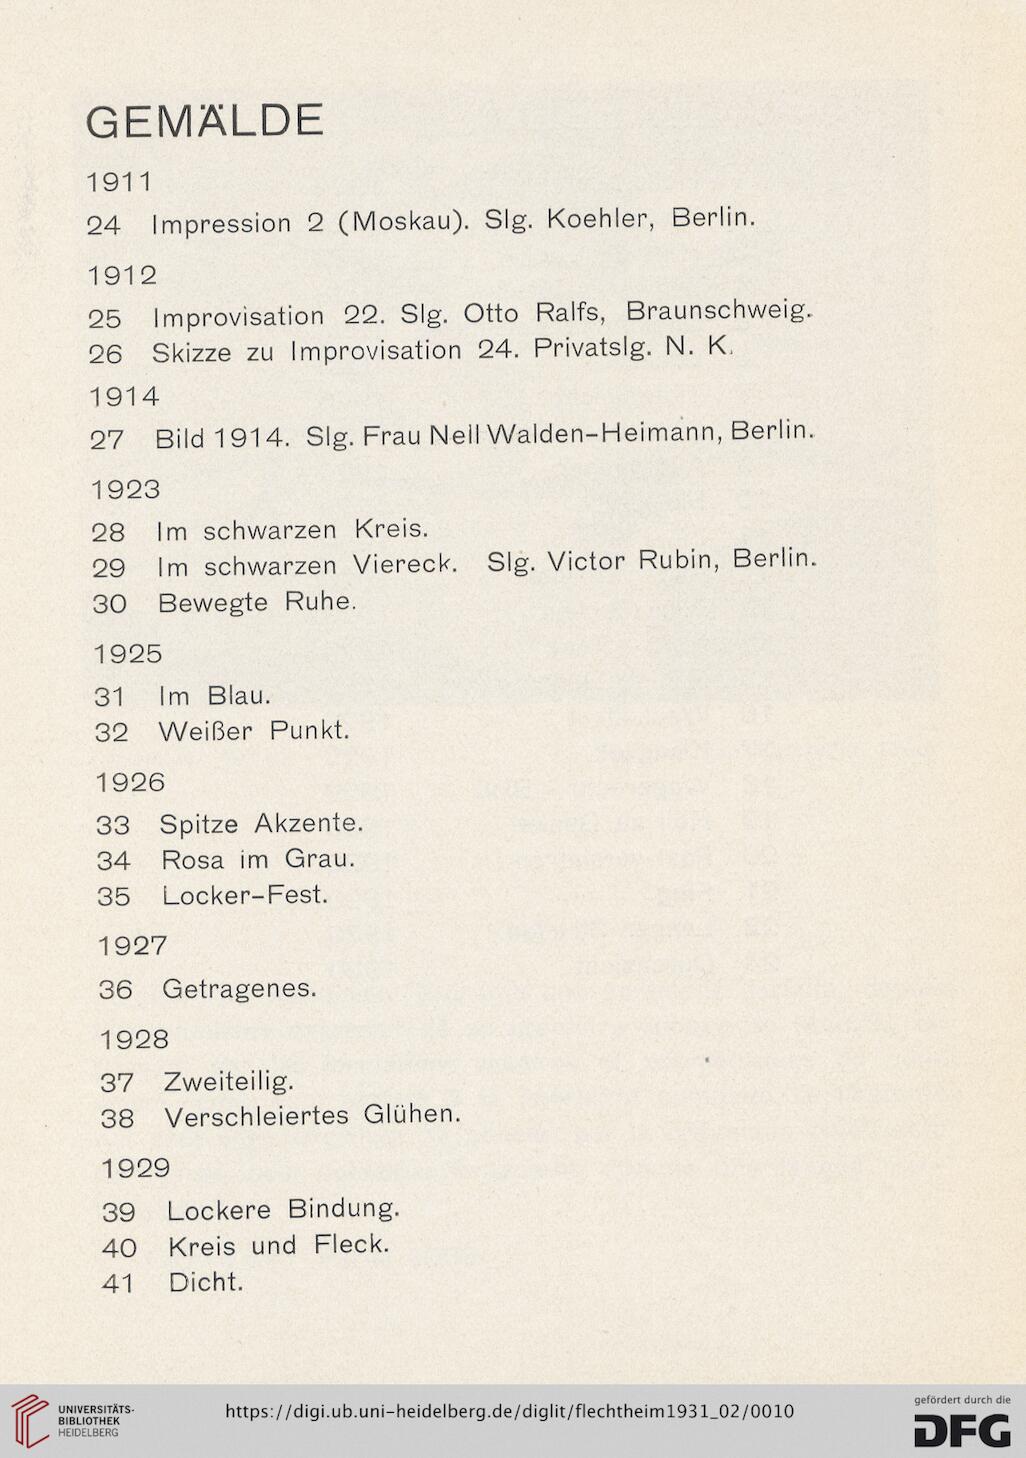 GEMÄLDE
1911
24 Impression 2 (Moskau). Slg. Koehler, Berlin.
1912
25 Improvisation 22. Slg. Otto Ralfs, Braunschweig.
26 Skizze zu Improvisation 24. Privatslg. N. K.
1914
27 Bild 1914. Slg. Frau Nell Walden-Heimann, Berlin.
1923
28 Im schwarzen Kreis.
29 Im schwarzen Viereck. Slg. Victor Rubin, Berlin.
30 Bewegte Ruhe.
1925
31 Im Blau.
32 Weißer Punkt.
1926
33 Spitze Akzente.
34 Rosa im Grau.
35 Locker-Fest.
1927
36 Getragenes.
1928
37 Zweiteilig.
38 Verschleiertes Glühen.
1929
39 Lockere Bindung.
40 Kreis und Fleck.
41 Dicht.
UNIVERSITÄTS-
BIBLIOTHEK
HEIDELBERG
https://digi.ub.uni-heidelberg.de/diglit/flechtheim1931_02/0010
gefördert durch die
DFG